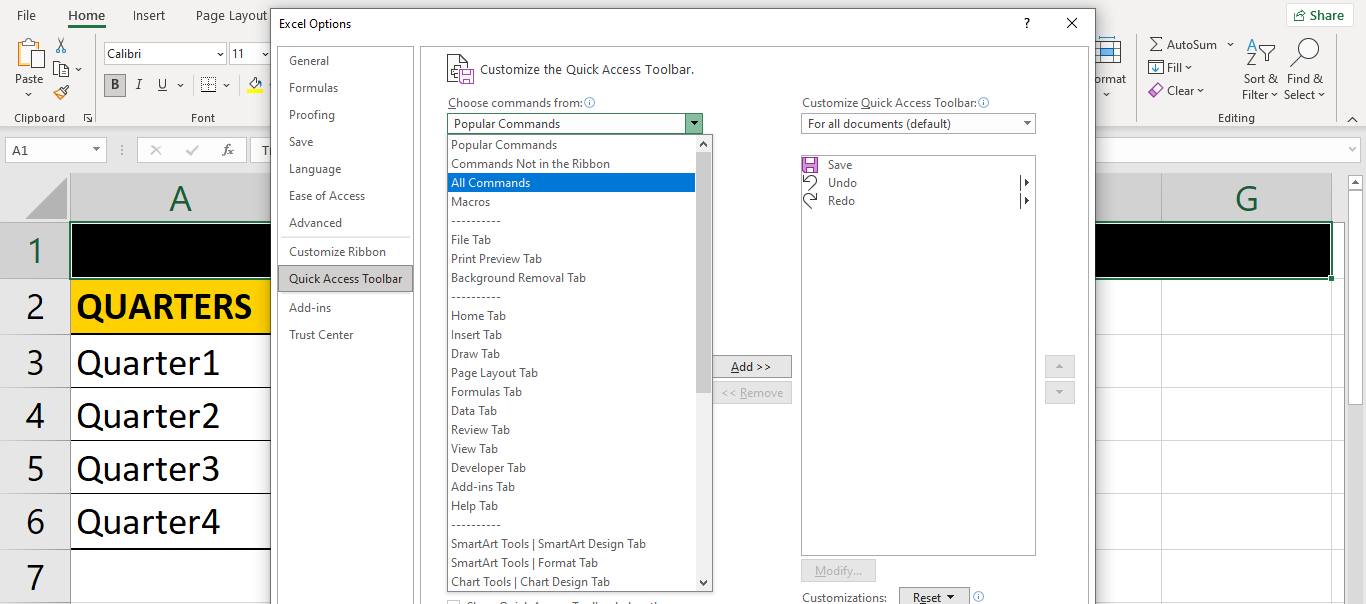 File Home Insert Page Layout
Share
Excel Options ?
Paste
Calibri 11
B I U
Clipboard Font
General
Formulas
Proofing
Save
Language
Ease of Access
Advanced
Customize Ribbon
Quick Access Toolbar
Add-ins
Trust Center
Customize the Quick Access Toolbar.
Choose commands from:
Popular Commands
Popular Commands
Commands Not in the Ribbon
All Commands
Macros
----------
File Tab
Print Preview Tab
Background Removal Tab
----------
Home Tab
Insert Tab
Draw Tab
Page Layout Tab
Formulas Tab
Data Tab
Review Tab
View Tab
Developer Tab
Add-ins Tab
Help Tab
----------
SmartArt Tools | SmartArt Design Tab
SmartArt Tools | Format Tab
Chart Tools | Chart Design Tab
Add >>
<< Remove
Customize Quick Access Toolbar:
For all documents (default)
Save
Undo
Redo
Modify...
Customizations: Reset
AutoSum
Fill
Clear
Sort & Filter
Find & Select
Editing
A1 fx
A G
1
2 QUARTERS
3 Quarter1
4 Quarter2
5 Quarter3
6 Quarter4
7